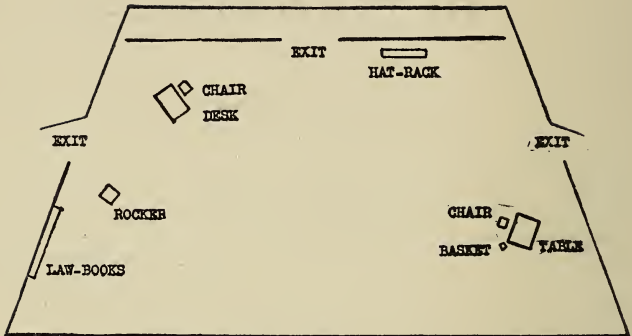 EXIT
HAT-RACK
CHAIR
DESK
EXIT
EXIT
ROCKER
CHAIR
BASKET
TABLE
LAW-BOOKS